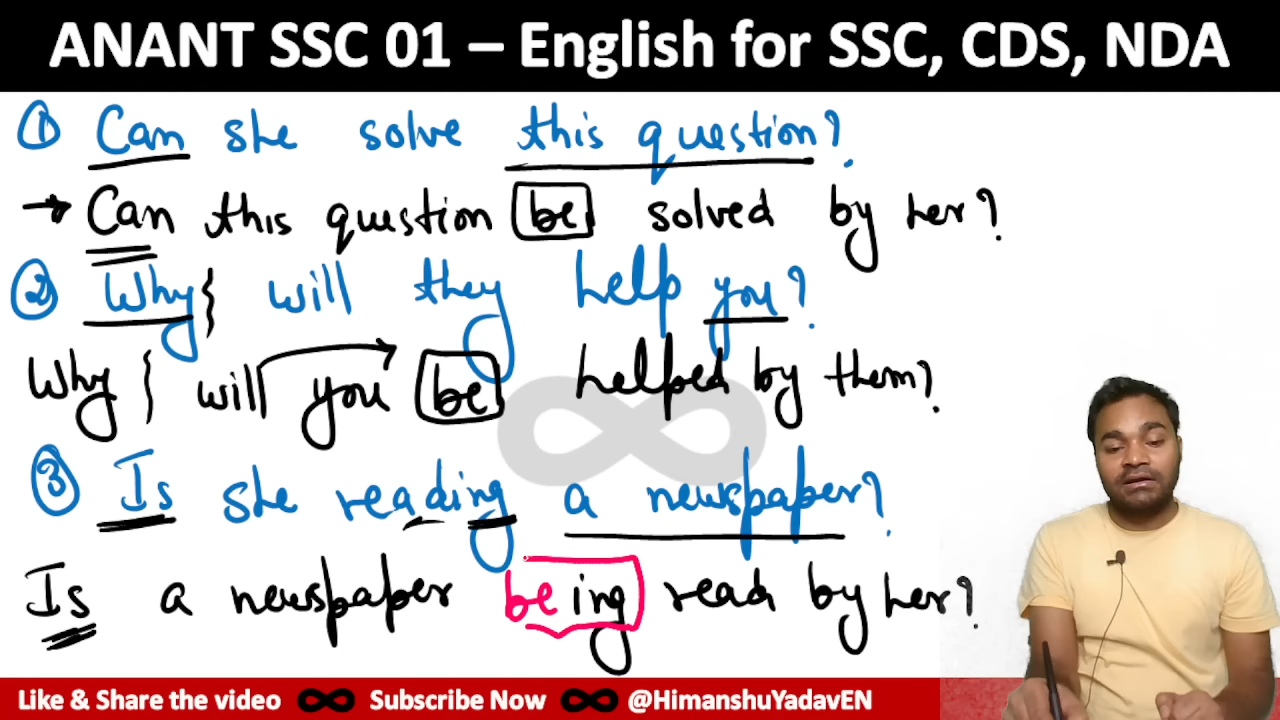 ANANT SSC 01 – English for SSC, CDS, NDA
① Can she solve this question?
→ Can this question be solved by her?
② Why { will they help you?
Why { will you be helped by them?
③ Is she reading a newspaper?
Is a newspaper being read by her?
Like & Share the video Subscribe Now @HimanshuYadavEN